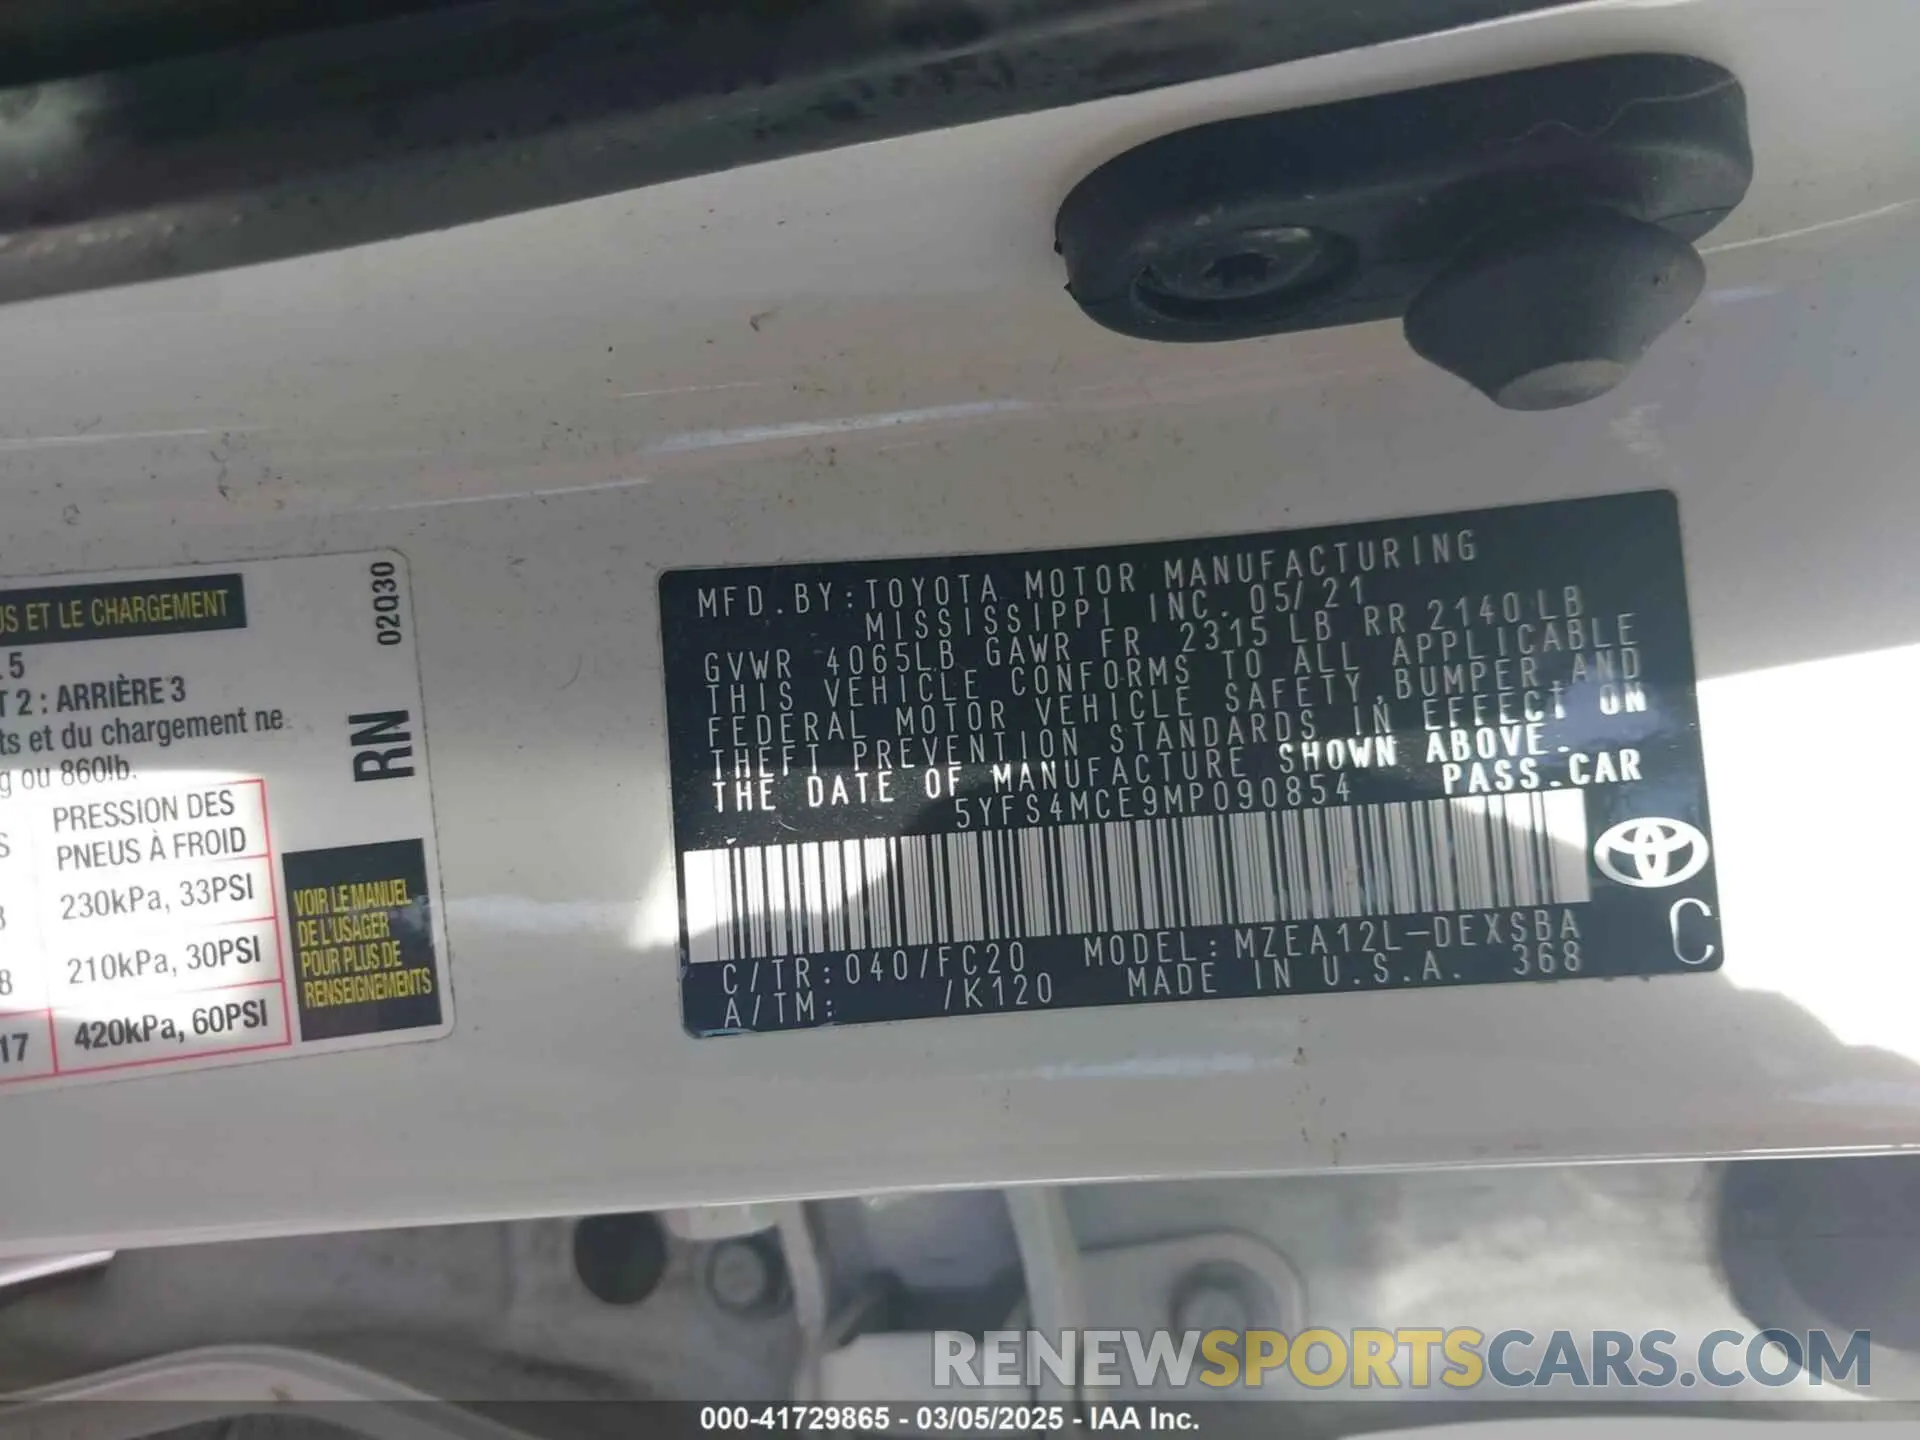 US ET LE CHARGEMENT
5
T 2 : ARRIÈRE 3
ts et du chargement ne
g ou 860lb.
PRESSION DES
PNEUS À FROID
230kPa, 33PSI
8
210kPa, 30PSI
17
420kPa, 60PSI
02Q30
RN
VOIR LE MANUEL
DE L'USAGER
POUR PLUS DE
RENSEIGNEMENTS
MFD.BY:TOYOTA MOTOR MANUFACTURING
MISSISSIPPI INC. 05/21
GVWR 4065LB GAWR FR 2315LB RR 2140LB
THIS VEHICLE CONFORMS TO ALL APPLICABLE
FEDERAL MOTOR VEHICLE SAFETY,BUMPER,AND
THEFT PREVENTION STANDARDS IN EFFECT ON
THE DATE OF MANUFACTURE SHOWN ABOVE.
5YFS4MCE9MP090854 PASS.CAR
C/TR:040/FC20 MODEL:MZEA12L-DEXSBA
A/TM: /K120 MADE IN U.S.A. 368
C
RENEWSPORTSCARS.COM
000-41729865 - 03/05/2025 - IAA Inc.